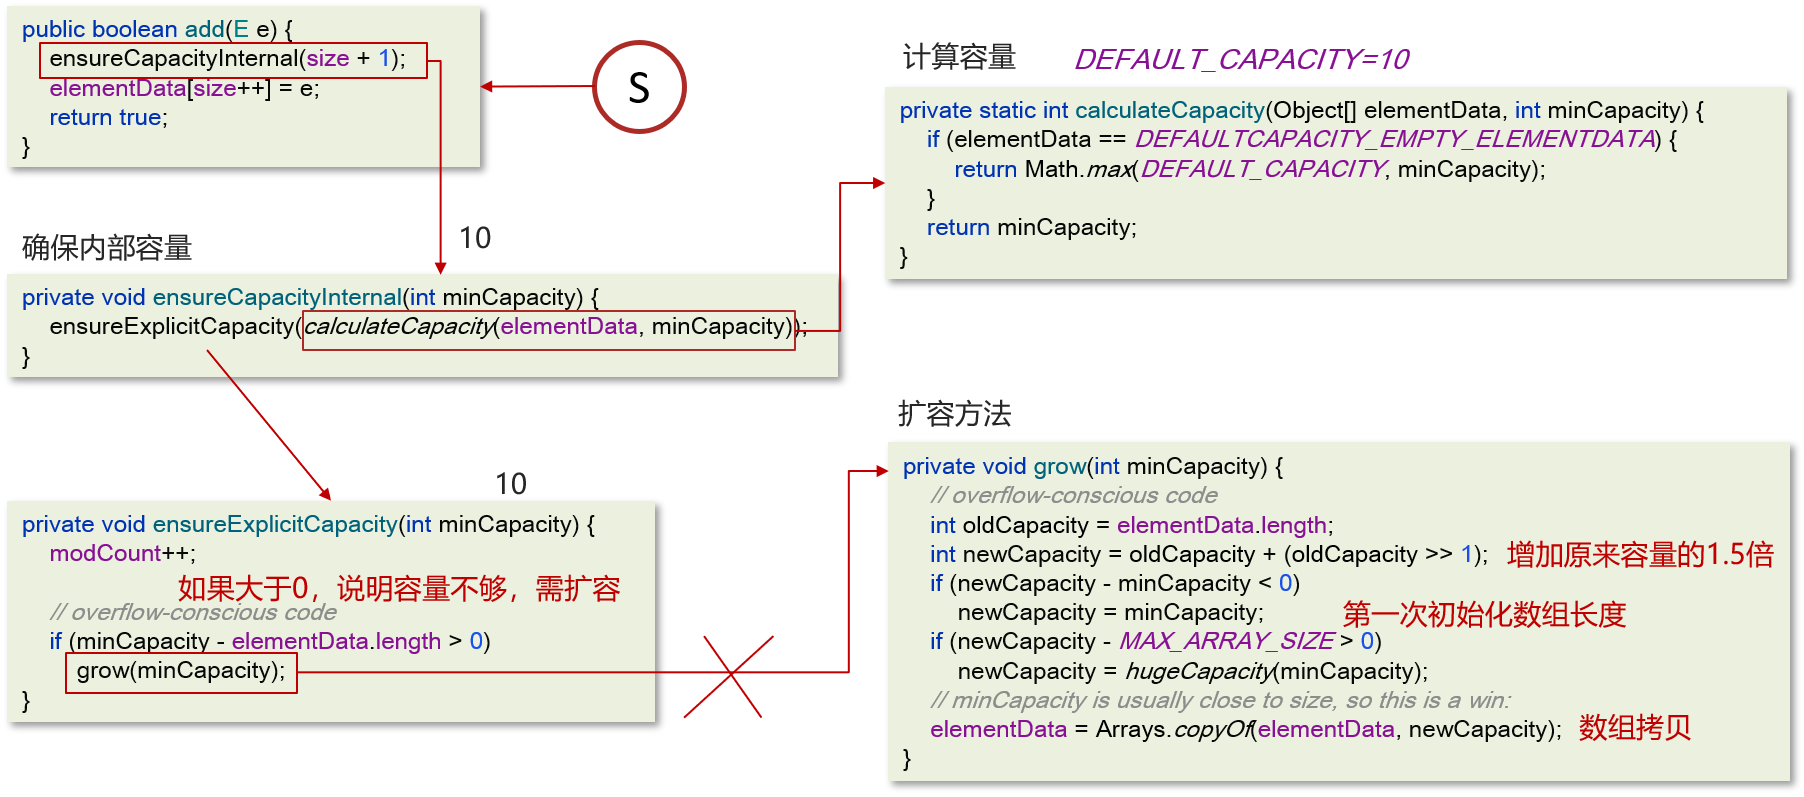 public boolean add(E e) {
ensureCapacityInternal(size + 1);
elementData[size++] = e;
return true;
}
S
计算容量
DEFAULT_CAPACITY=10
private static int calculateCapacity(Object[] elementData, int minCapacity) {
if (elementData == DEFAULTCAPACITY_EMPTY_ELEMENTDATA) {
return Math.max(DEFAULT_CAPACITY, minCapacity);
}
return minCapacity;
}
确保内部容量
10
private void ensureCapacityInternal(int minCapacity) {
ensureExplicitCapacity(calculateCapacity(elementData, minCapacity));
}
10
private void ensureExplicitCapacity(int minCapacity) {
modCount++;
如果大于0，说明容量不够，需扩容
// overflow-conscious code
if (minCapacity - elementData.length > 0)
grow(minCapacity);
}
扩容方法
private void grow(int minCapacity) {
// overflow-conscious code
int oldCapacity = elementData.length;
int newCapacity = oldCapacity + (oldCapacity >> 1); 增加原来容量的1.5倍
if (newCapacity - minCapacity < 0)
newCapacity = minCapacity; 第一次初始化数组长度
if (newCapacity - MAX_ARRAY_SIZE > 0)
newCapacity = hugeCapacity(minCapacity);
// minCapacity is usually close to size, so this is a win:
elementData = Arrays.copyOf(elementData, newCapacity); 数组拷贝
}